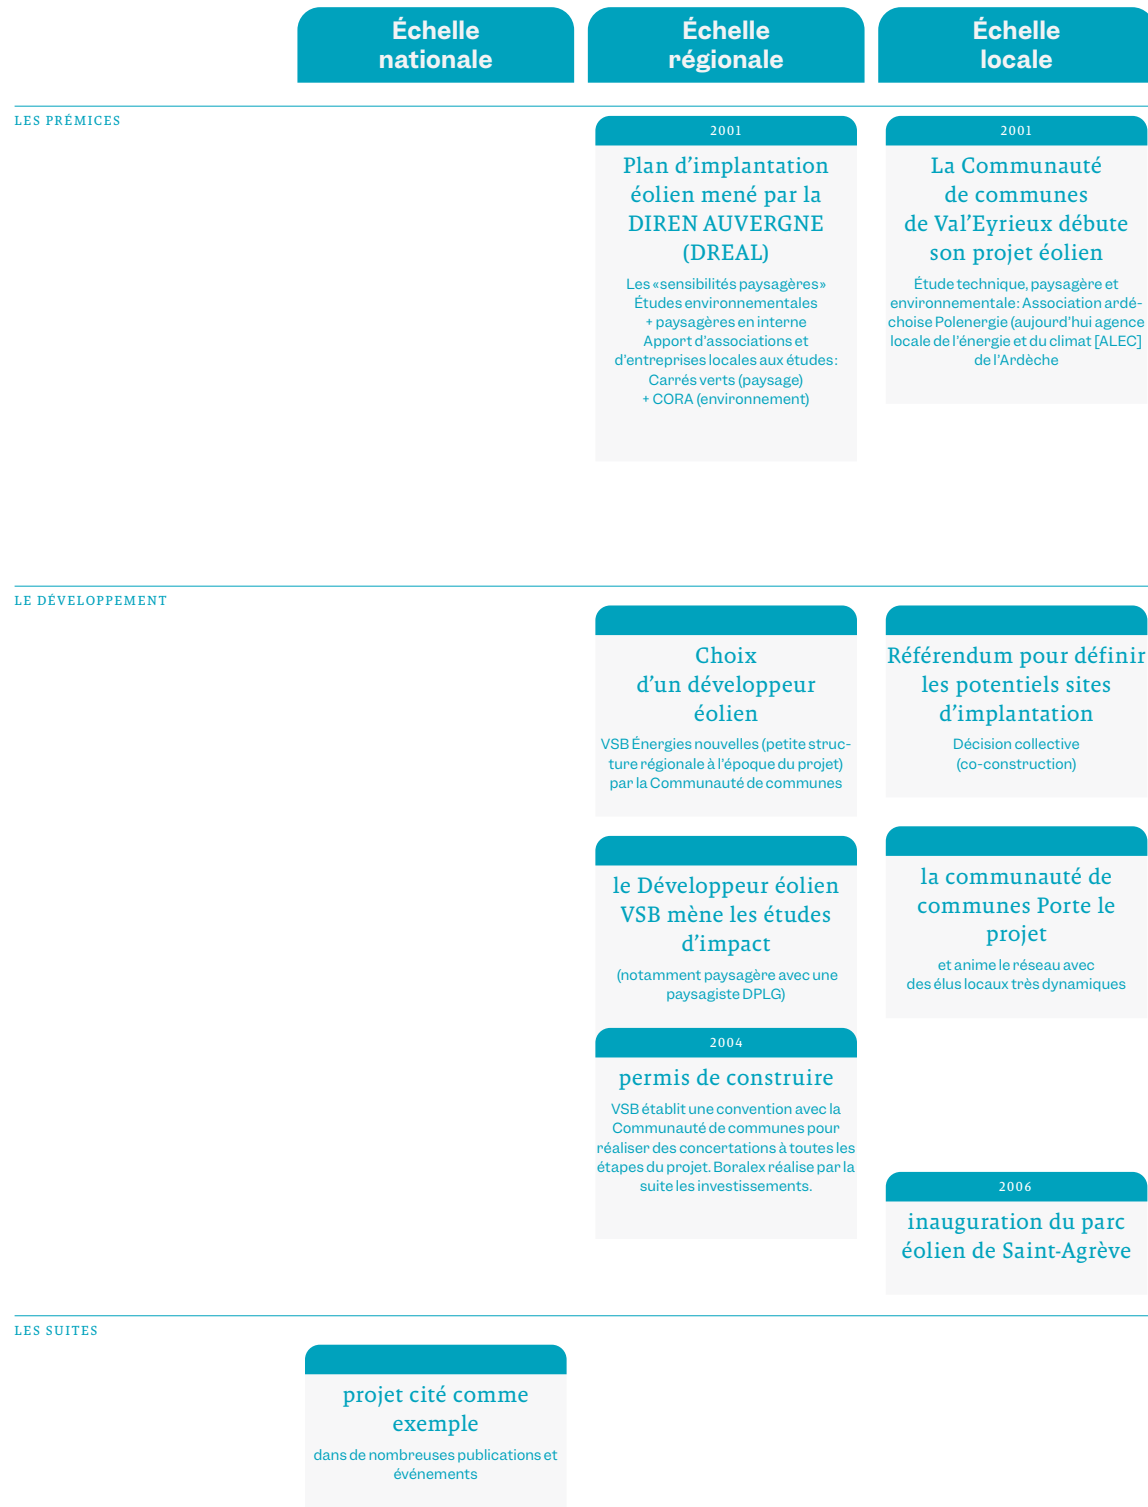 Échelle
nationale
Échelle
régionale
Échelle
locale
LES PRÉMICES
2001
Plan d’implantation
éolien mené par la
DIREN AUVERGNE
(DREAL)
Les «sensibilités paysagères»
Études environnementales
+ paysagères en interne
Apport d’associations et
d’entreprises locales aux études:
Carrés verts (paysage)
+ CORA (environnement)
2001
La Communauté
de communes
de Val’Eyrieux débute
son projet éolien
Étude technique, paysagère et
environnementale: Association ardé-
choise Polenergie (aujourd’hui agence
locale de l’énergie et du climat [ALEC]
de l’Ardèche
LE DÉVELOPPEMENT
Choix
d’un développeur
éolien
VSB Énergies nouvelles (petite struc-
ture régionale à l’époque du projet)
par la Communauté de communes
Référendum pour définir
les potentiels sites
d’implantation
Décision collective
(co-construction)
le Développeur éolien
VSB mène les études
d’impact
(notamment paysagère avec une
paysagiste DPLG)
la communauté de
communes Porte le
projet
et anime le réseau avec
des élus locaux très dynamiques
2004
permis de construire
VSB établit une convention avec la
Communauté de communes pour
réaliser des concertations à toutes les
étapes du projet. Boralex réalise par la
suite les investissements.
2006
inauguration du parc
éolien de Saint-Agrève
LES SUITES
projet cité comme
exemple
dans de nombreuses publications et
événements